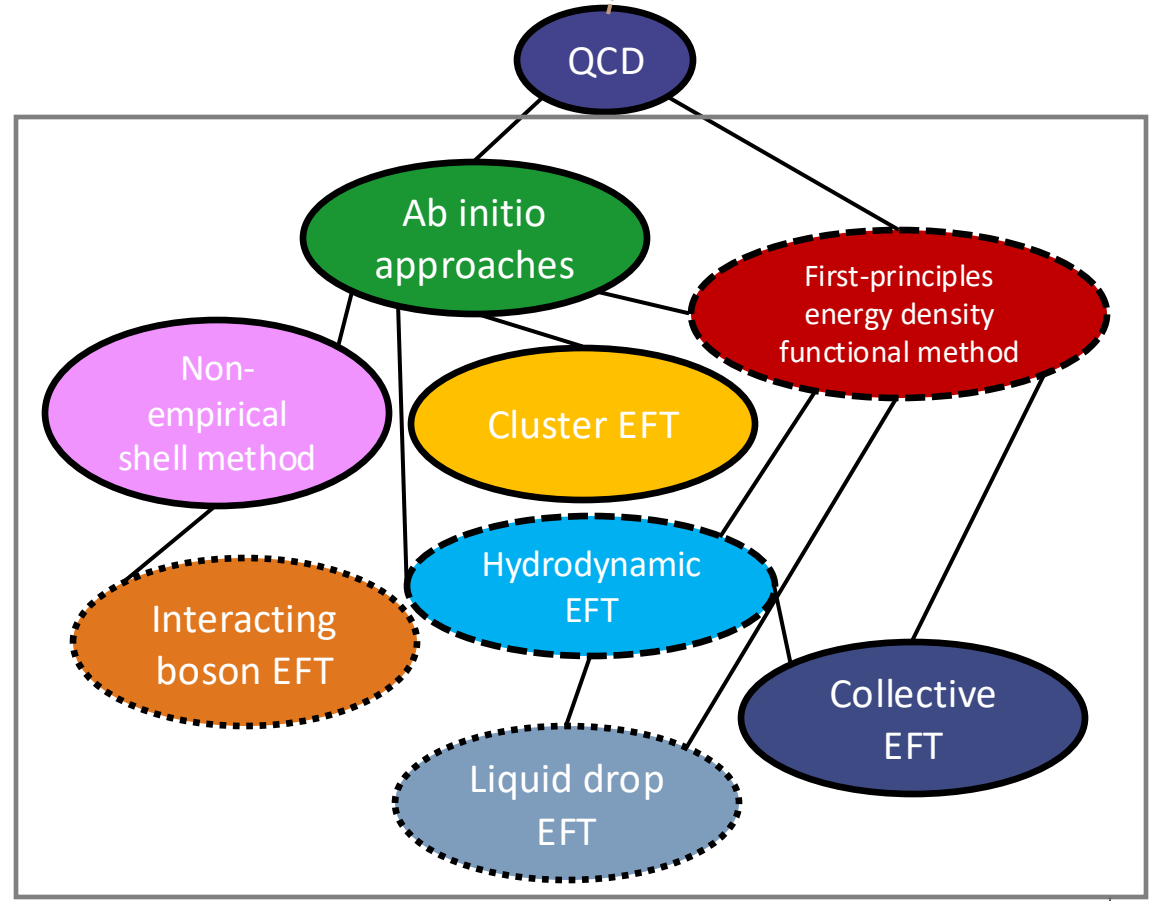 QCD
Ab initio
approaches
First-principles
energy density
functional method
Non-
empirical
shell method
Cluster EFT
Hydrodynamic
EFT
Interacting
boson EFT
Collective
EFT
Liquid drop
EFT